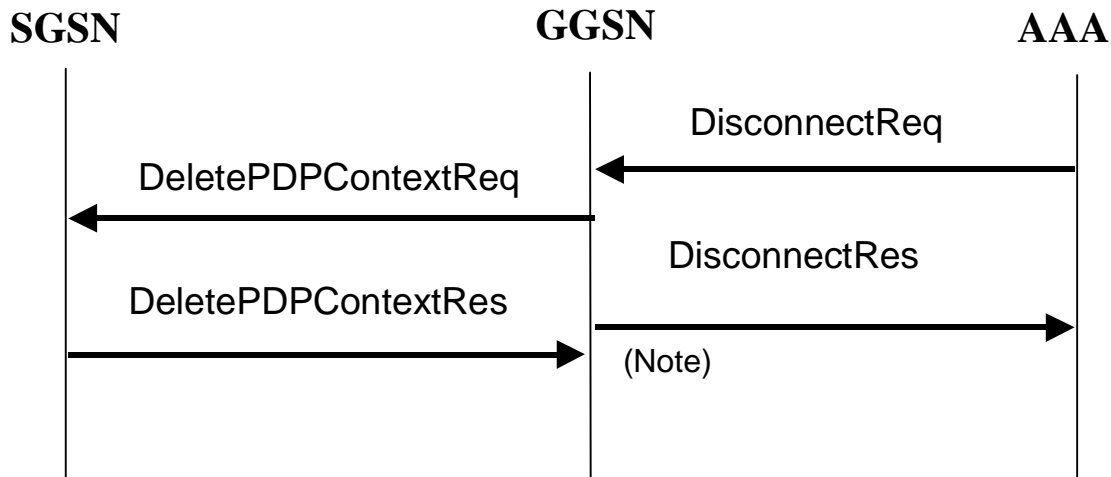 SGSN GGSN AAA
DisconnectReq
DeletePDPContextReq
DisconnectRes
DeletePDPContextRes
(Note)